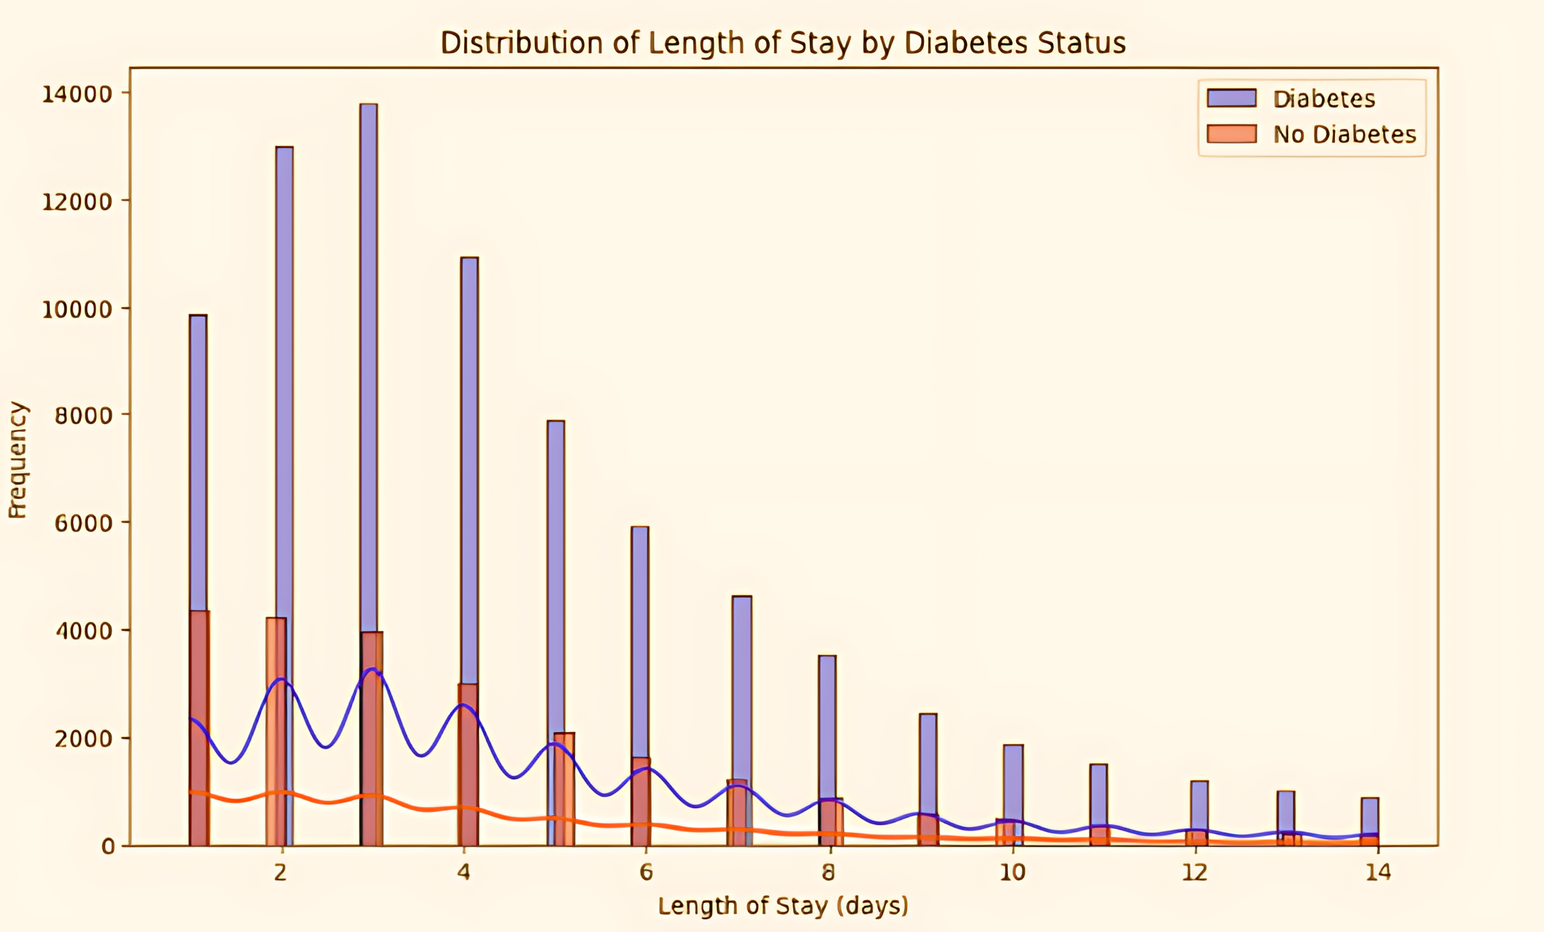 Distribution of Length of Stay by Diabetes Status
Diabetes
No Diabetes
14000
12000
10000
8000
6000
4000
2000
0
Frequency
2 4 6 8 10 12 14
Length of Stay (days)